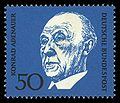 KONRAD ADENAUER
DEUTSCHE BUNDESPOST
50